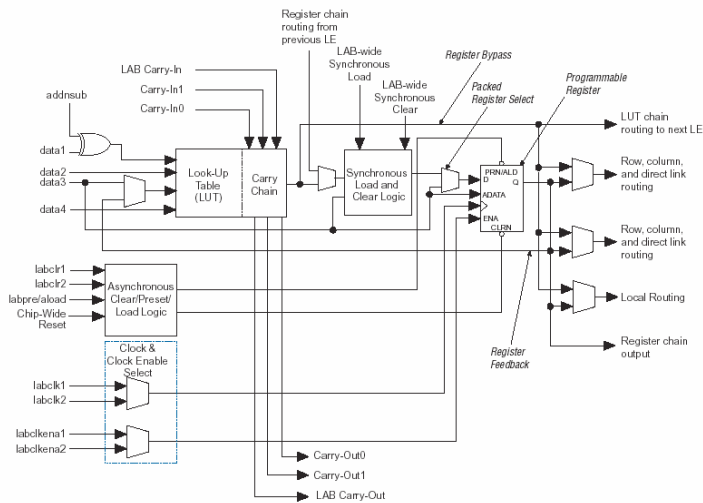 Register chain
routing from
previous LE
LAB-wide
Synchronous
Load
LAB-wide
Synchronous
Clear
Register Bypass
Packed
Register Select
Programmable
Register
LAB Carry-In
Carry-In1
Carry-In0
addnsub
data1
data2
data3
data4
Look-Up
Table
(LUT)
Carry
Chain
Synchronous
Load and
Clear Logic
PRN/ALD
D
Q
ADATA
ENA
CLRN
LUT chain
routing to next LE
Row, column,
and direct link
routing
Row, column,
and direct link
routing
Local Routing
Register chain
output
Register
Feedback
labclr1
labclr2
labpre/aload
Chip-Wide
Reset
Asynchronous
Clear/Preset/
Load Logic
Clock &
Clock Enable
Select
labclk1
labclk2
labclkena1
labclkena2
Carry-Out0
Carry-Out1
LAB Carry-Out